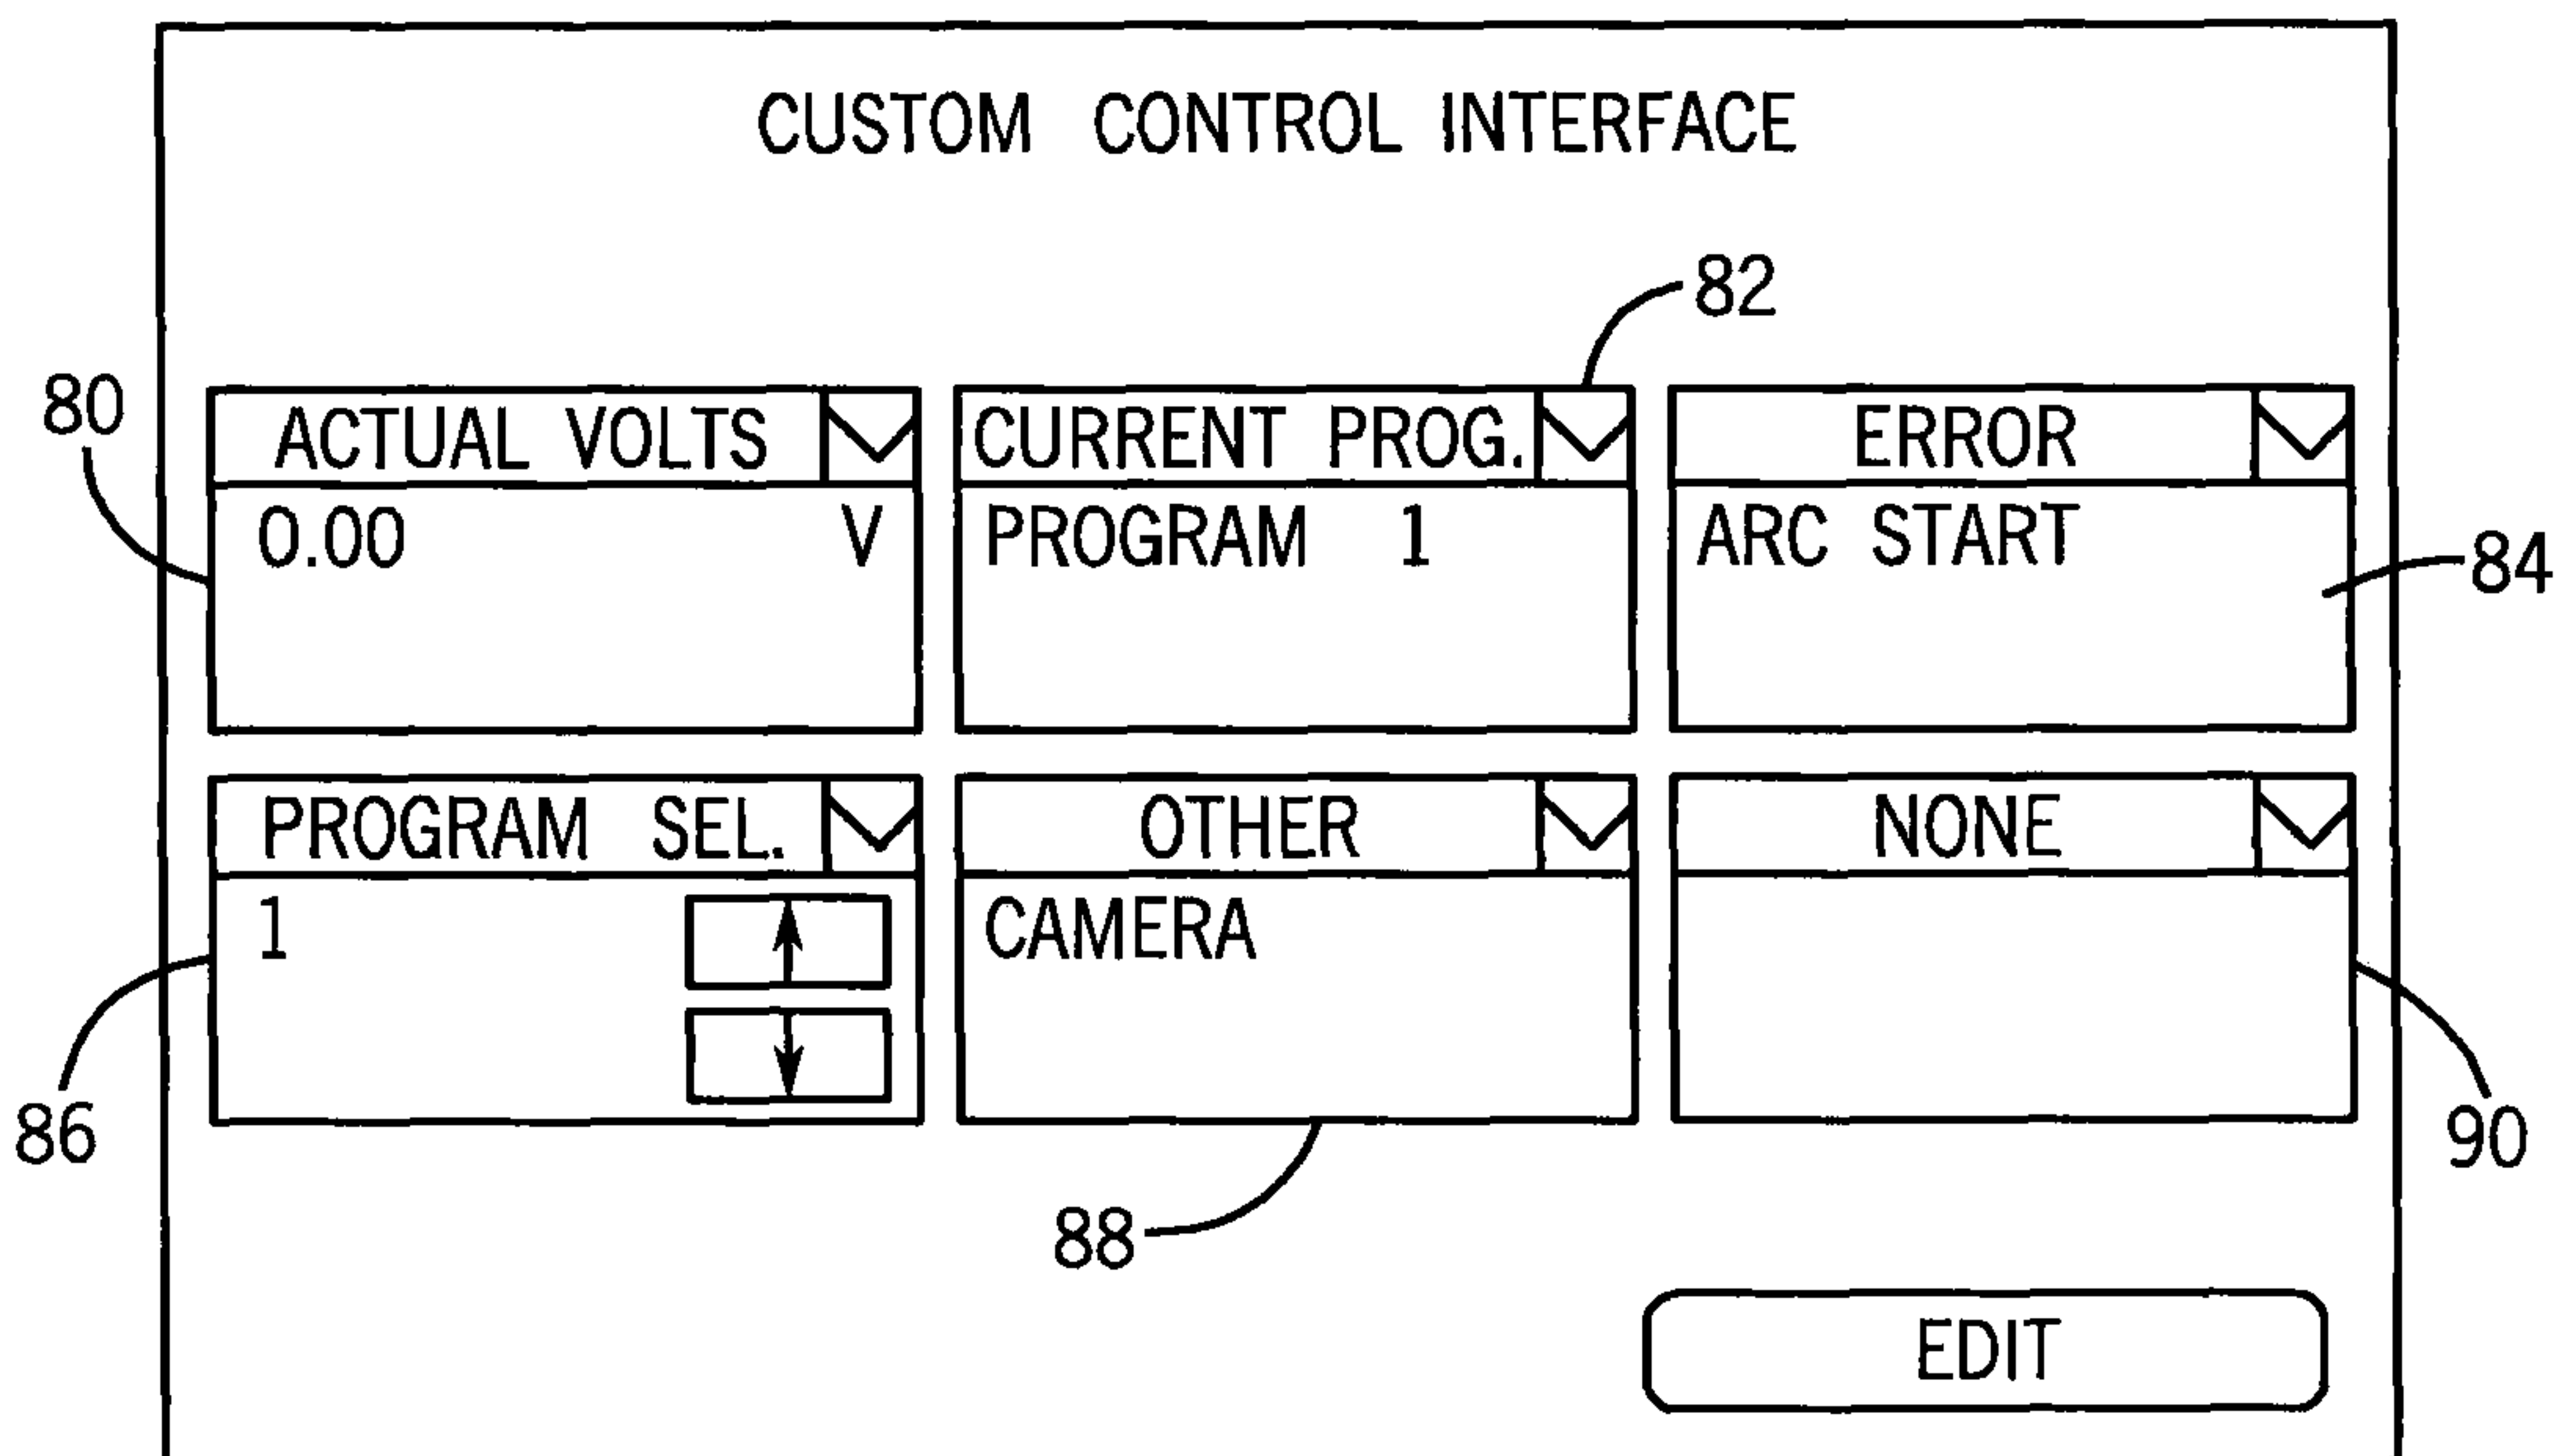 CUSTOM CONTROL INTERFACE
82
80
ACTUAL VOLTS
CURRENT PROG.
ERROR
0.00 V
PROGRAM 1
ARC START
84
PROGRAM SEL.
OTHER
NONE
1
CAMERA
86
90
88
EDIT